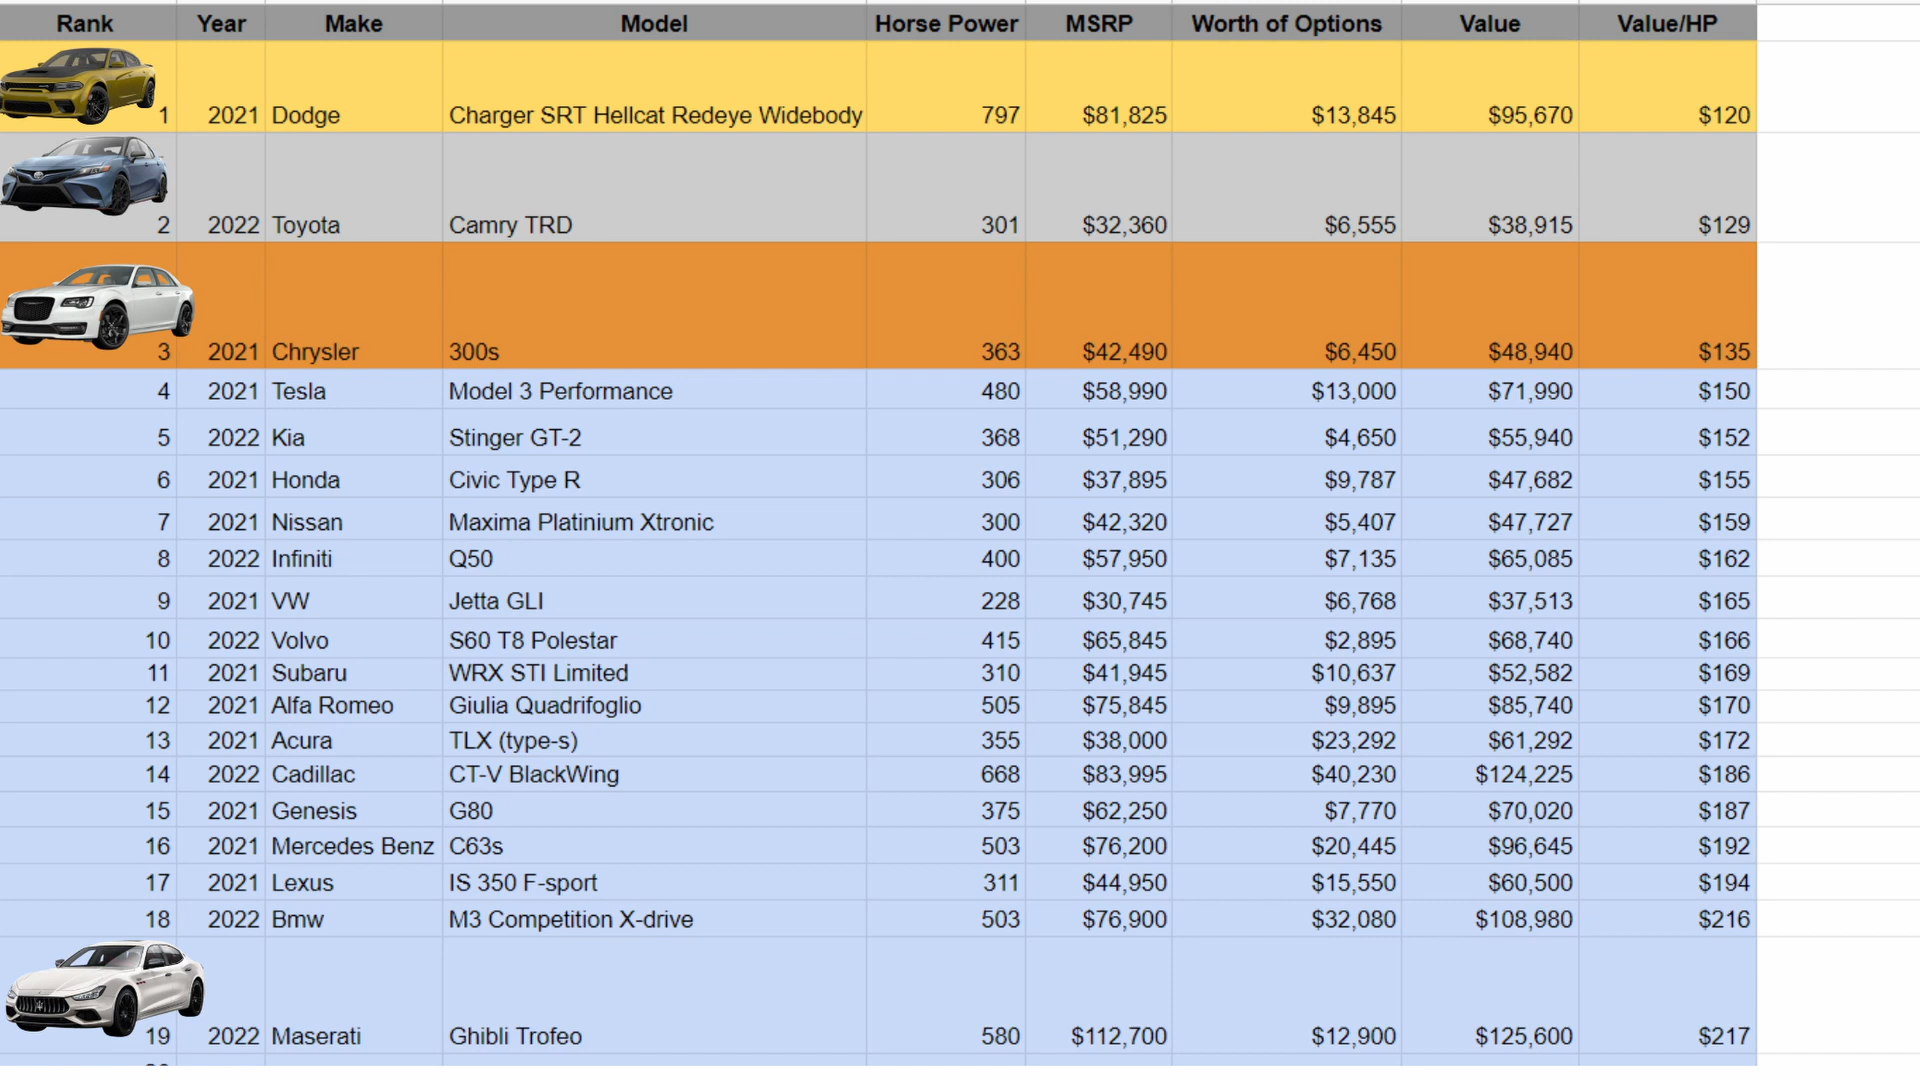 Rank Year Make Model Horse Power MSRP Worth of Options Value Value/HP
1 2021 Dodge Charger SRT Hellcat Redeye Widebody 797 $81,825 $13,845 $95,670 $120
2 2022 Toyota Camry TRD 301 $32,360 $6,555 $38,915 $129
3 2021 Chrysler 300s 363 $42,490 $6,450 $48,940 $135
4 2021 Tesla Model 3 Performance 480 $58,990 $13,000 $71,990 $150
5 2022 Kia Stinger GT-2 368 $51,290 $4,650 $55,940 $152
6 2021 Honda Civic Type R 306 $37,895 $9,787 $47,682 $155
7 2021 Nissan Maxima Platinium Xtronic 300 $42,320 $5,407 $47,727 $159
8 2022 Infiniti Q50 400 $57,950 $7,135 $65,085 $162
9 2021 VW Jetta GLI 228 $30,745 $6,768 $37,513 $165
10 2022 Volvo S60 T8 Polestar 415 $65,845 $2,895 $68,740 $166
11 2021 Subaru WRX STI Limited 310 $41,945 $10,637 $52,582 $169
12 2021 Alfa Romeo Giulia Quadrifoglio 505 $75,845 $9,895 $85,740 $170
13 2021 Acura TLX (type-s) 355 $38,000 $23,292 $61,292 $172
14 2022 Cadillac CT-V BlackWing 668 $83,995 $40,230 $124,225 $186
15 2021 Genesis G80 375 $62,250 $7,770 $70,020 $187
16 2021 Mercedes Benz C63s 503 $76,200 $20,445 $96,645 $192
17 2021 Lexus IS 350 F-sport 311 $44,950 $15,550 $60,500 $194
18 2022 Bmw M3 Competition X-drive 503 $76,900 $32,080 $108,980 $216
19 2022 Maserati Ghibli Trofeo 580 $112,700 $12,900 $125,600 $217